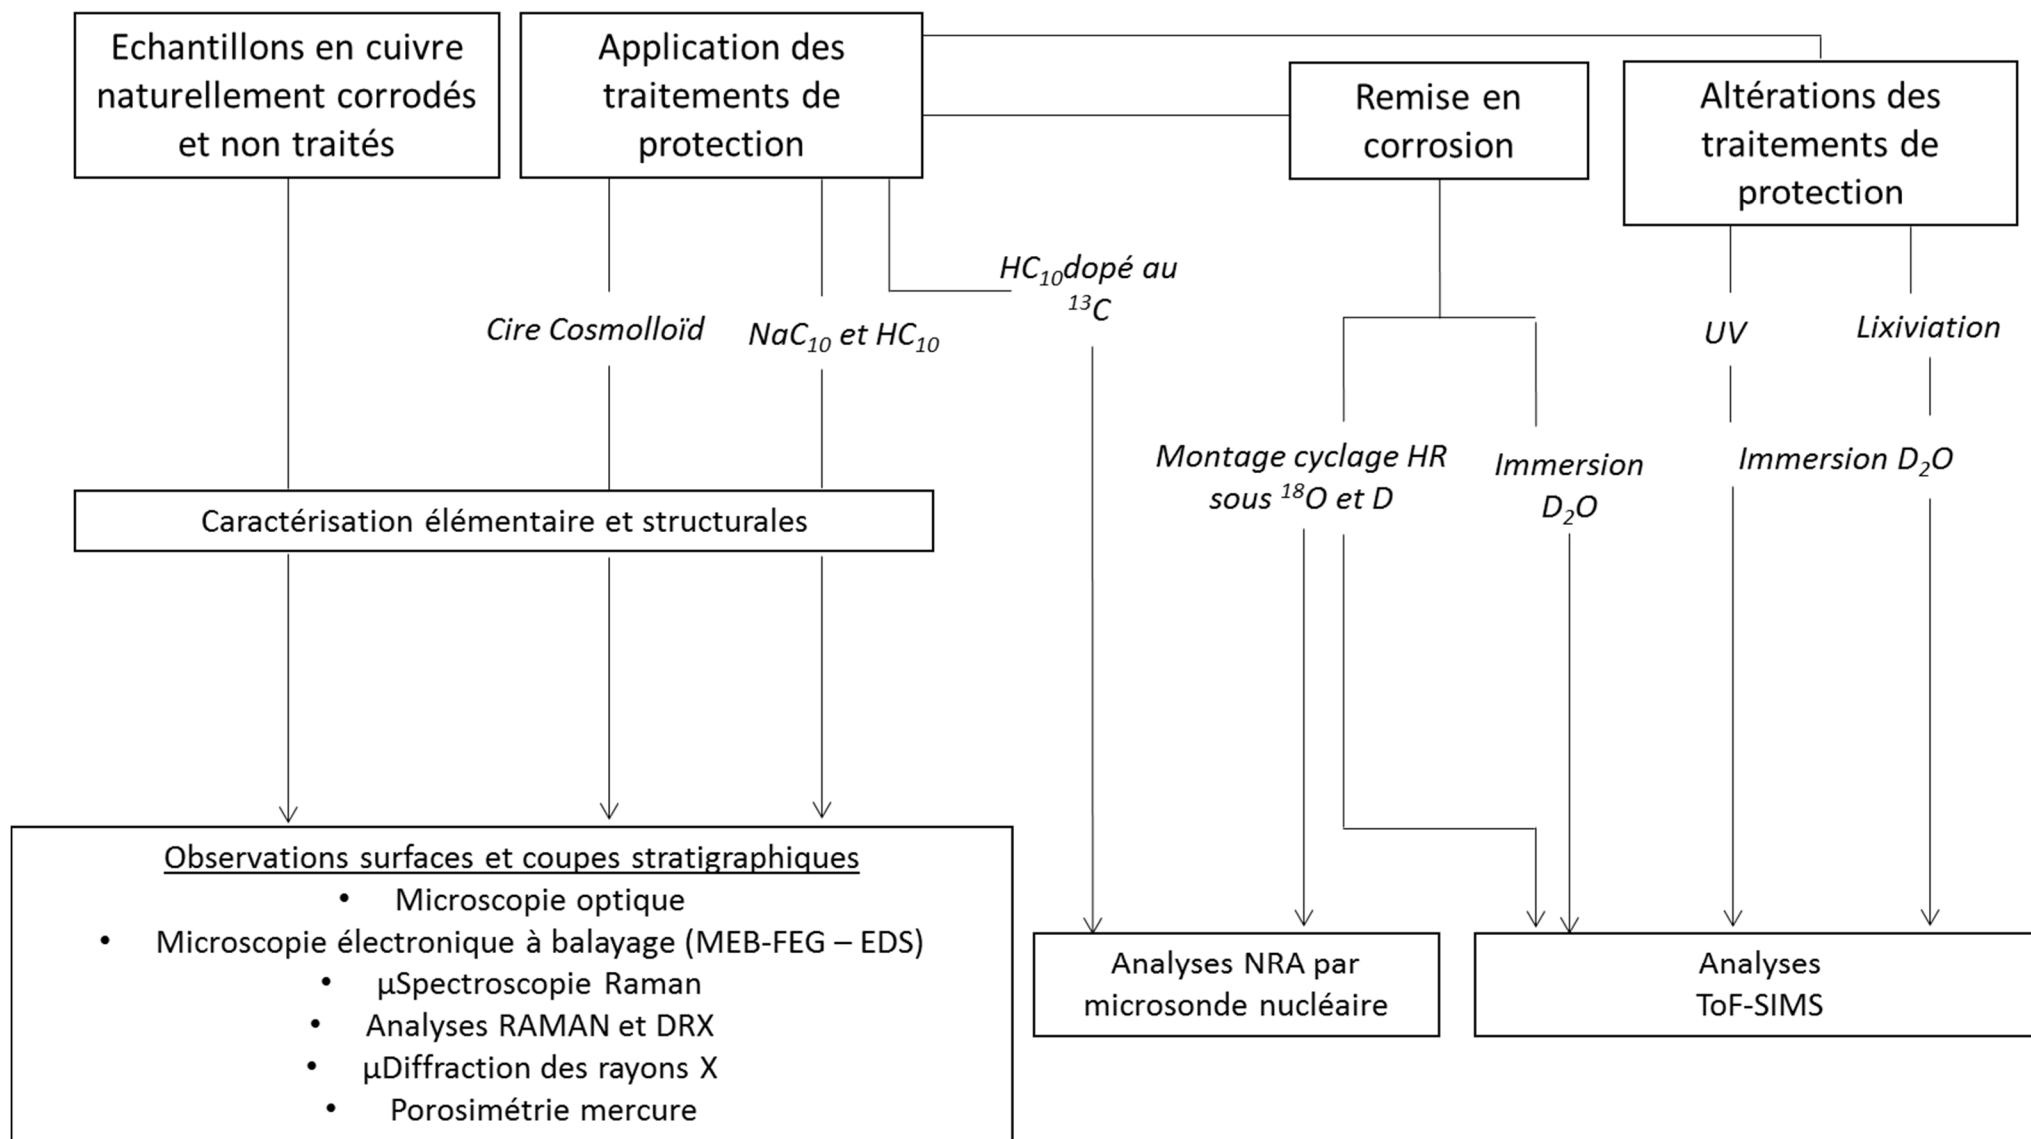 Echantillons en cuivre
naturellement corrodés
et non traités
Application des
traitements de
protection
Remise en
corrosion
Altérations des
traitements de
protection
HC₁₀dopé au
¹³C
Cire Cosmolloïd
NaC₁₀ et HC₁₀
UV
Lixiviation
Montage cyclage HR
sous ¹⁸O et D
Immersion
D₂O
Immersion D₂O
Caractérisation élémentaire et structurales
Observations surfaces et coupes stratigraphiques
• Microscopie optique
• Microscopie électronique à balayage (MEB-FEG – EDS)
• µSpectroscopie Raman
• Analyses RAMAN et DRX
• µDiffraction des rayons X
• Porosimétrie mercure
Analyses NRA par
microsonde nucléaire
Analyses
ToF-SIMS